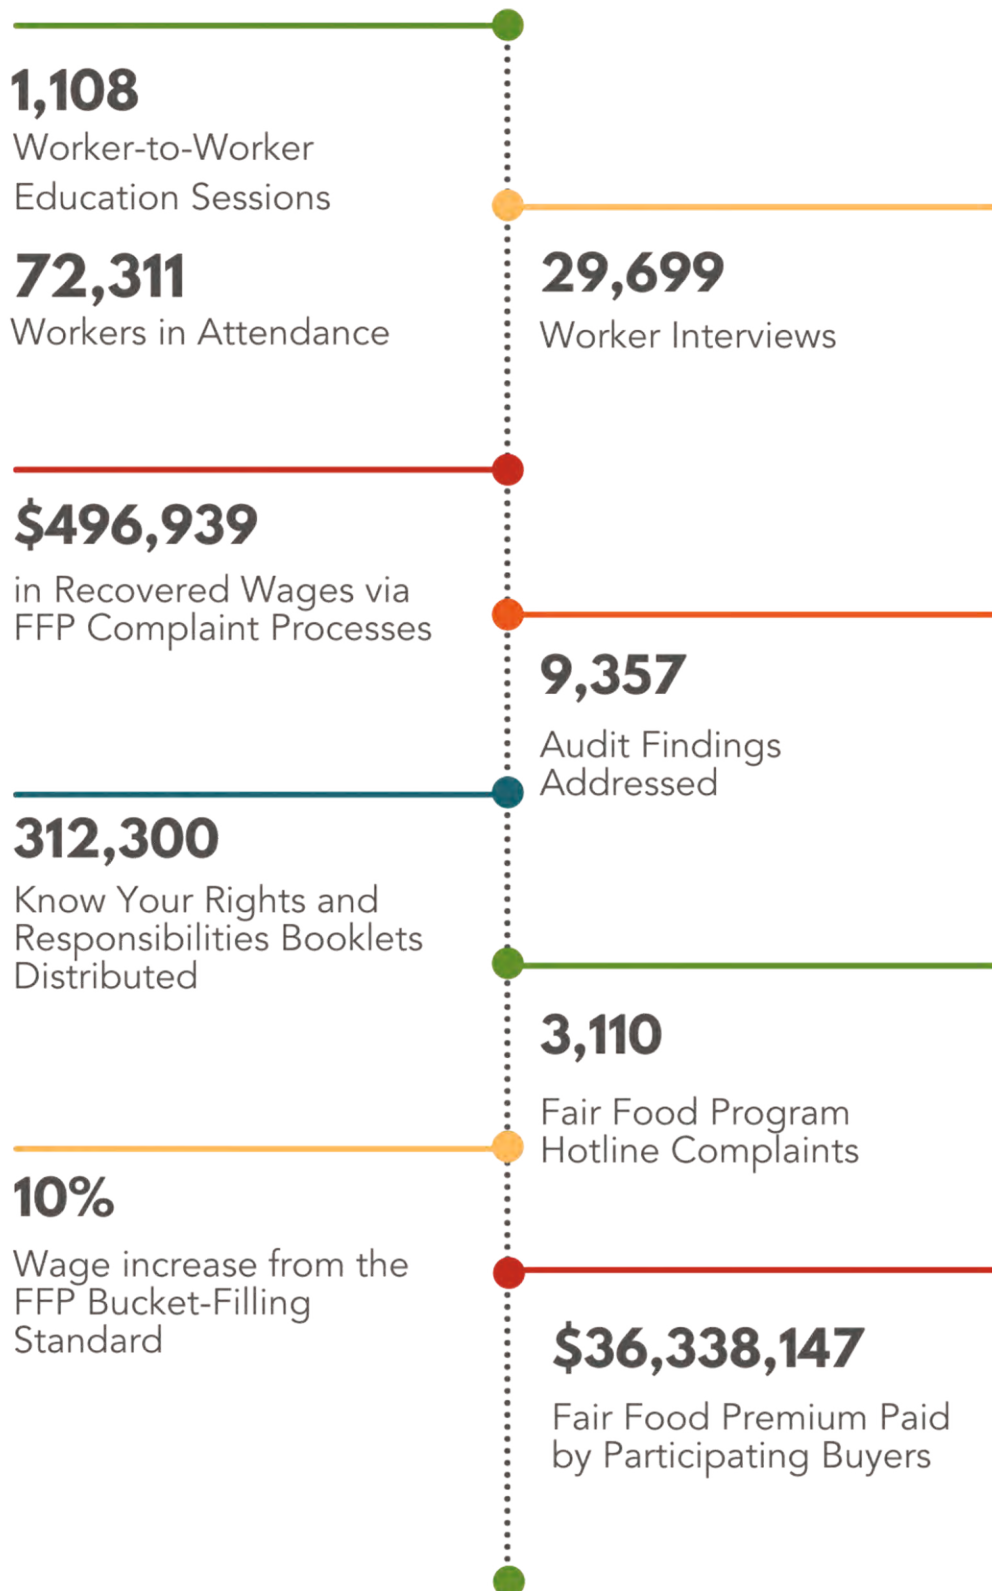 1,108
Worker-to-Worker
Education Sessions
72,311
Workers in Attendance
29,699
Worker Interviews
$496,939
in Recovered Wages via
FFP Complaint Processes
9,357
Audit Findings
Addressed
312,300
Know Your Rights and
Responsibilities Booklets
Distributed
3,110
Fair Food Program
Hotline Complaints
10%
Wage increase from the
FFP Bucket-Filling
Standard
$36,338,147
Fair Food Premium Paid
by Participating Buyers